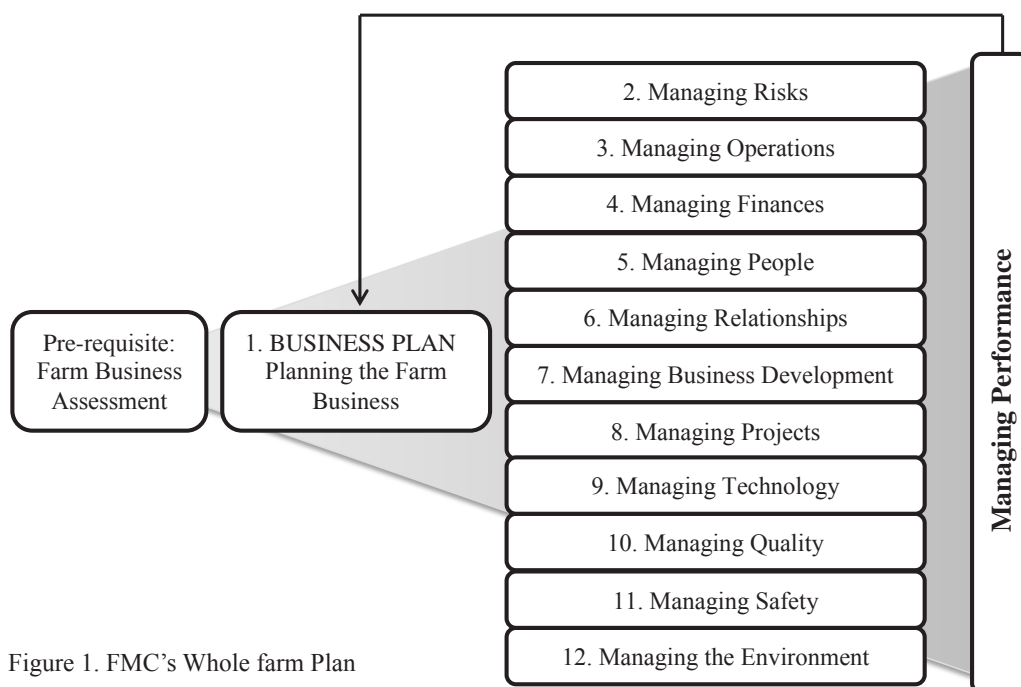 Pre-requisite:
Farm Business
Assessment
1. BUSINESS PLAN
Planning the Farm
Business
2. Managing Risks
3. Managing Operations
4. Managing Finances
5. Managing People
6. Managing Relationships
7. Managing Business Development
8. Managing Projects
9. Managing Technology
10. Managing Quality
11. Managing Safety
12. Managing the Environment
Managing Performance
Figure 1. FMC’s Whole farm Plan